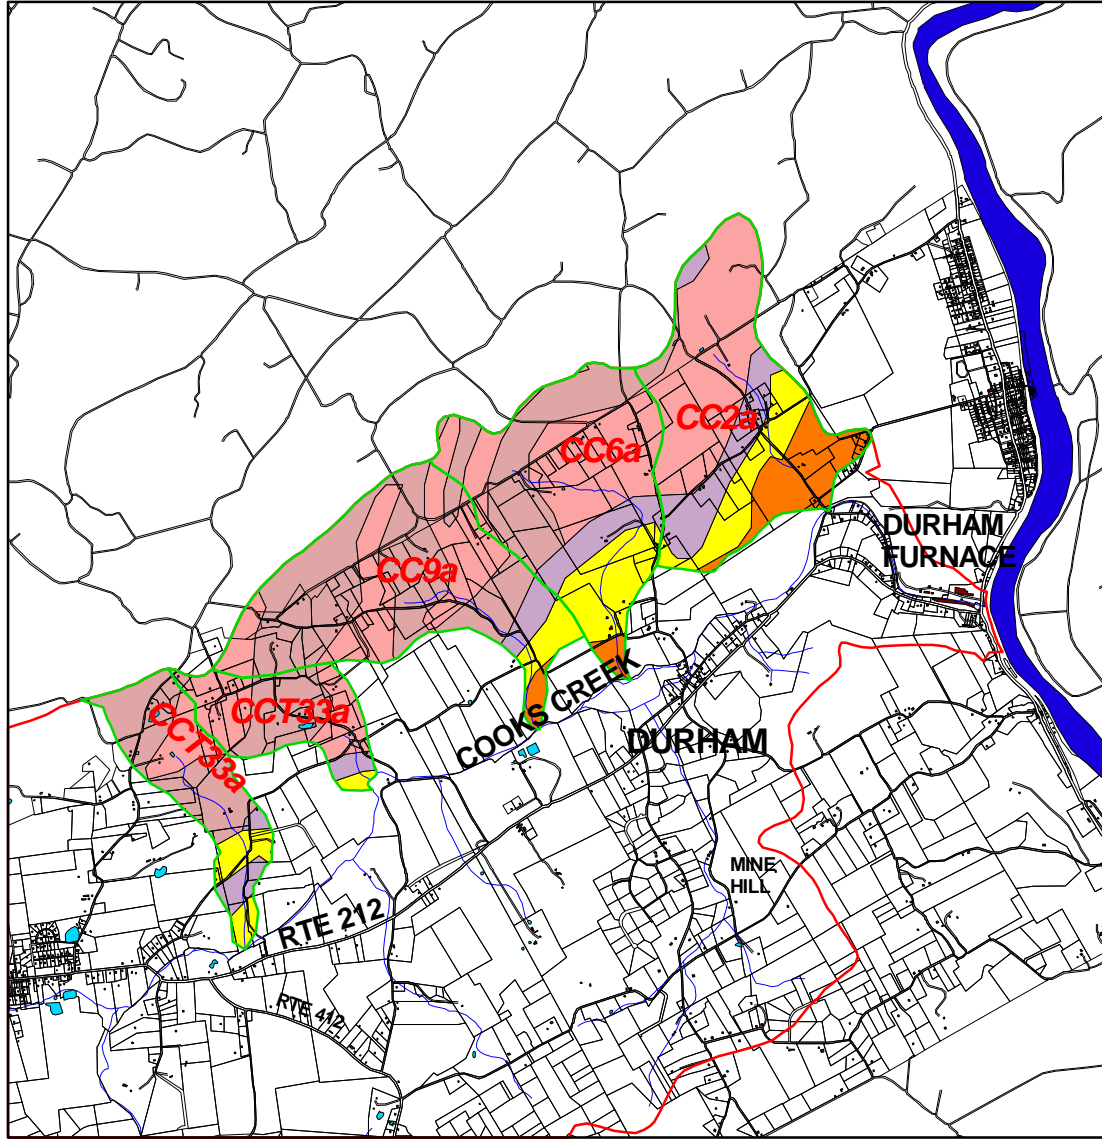 CC2a
CC6a
DURHAM
FURNACE
CC9a
COOKS CREEK
CCT33a
CCT33a
DURHAM
MINE
HILL
RTE 212
RTE 412